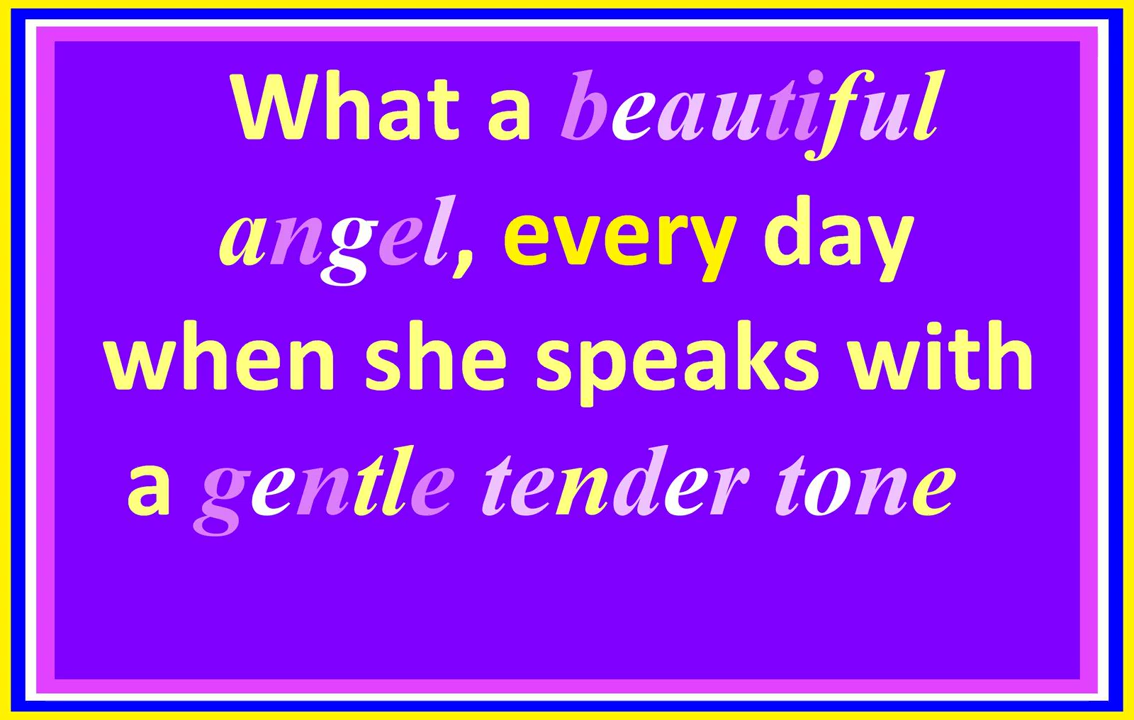 What a beautiful
angel, every day
when she speaks with
a gentle tender tone